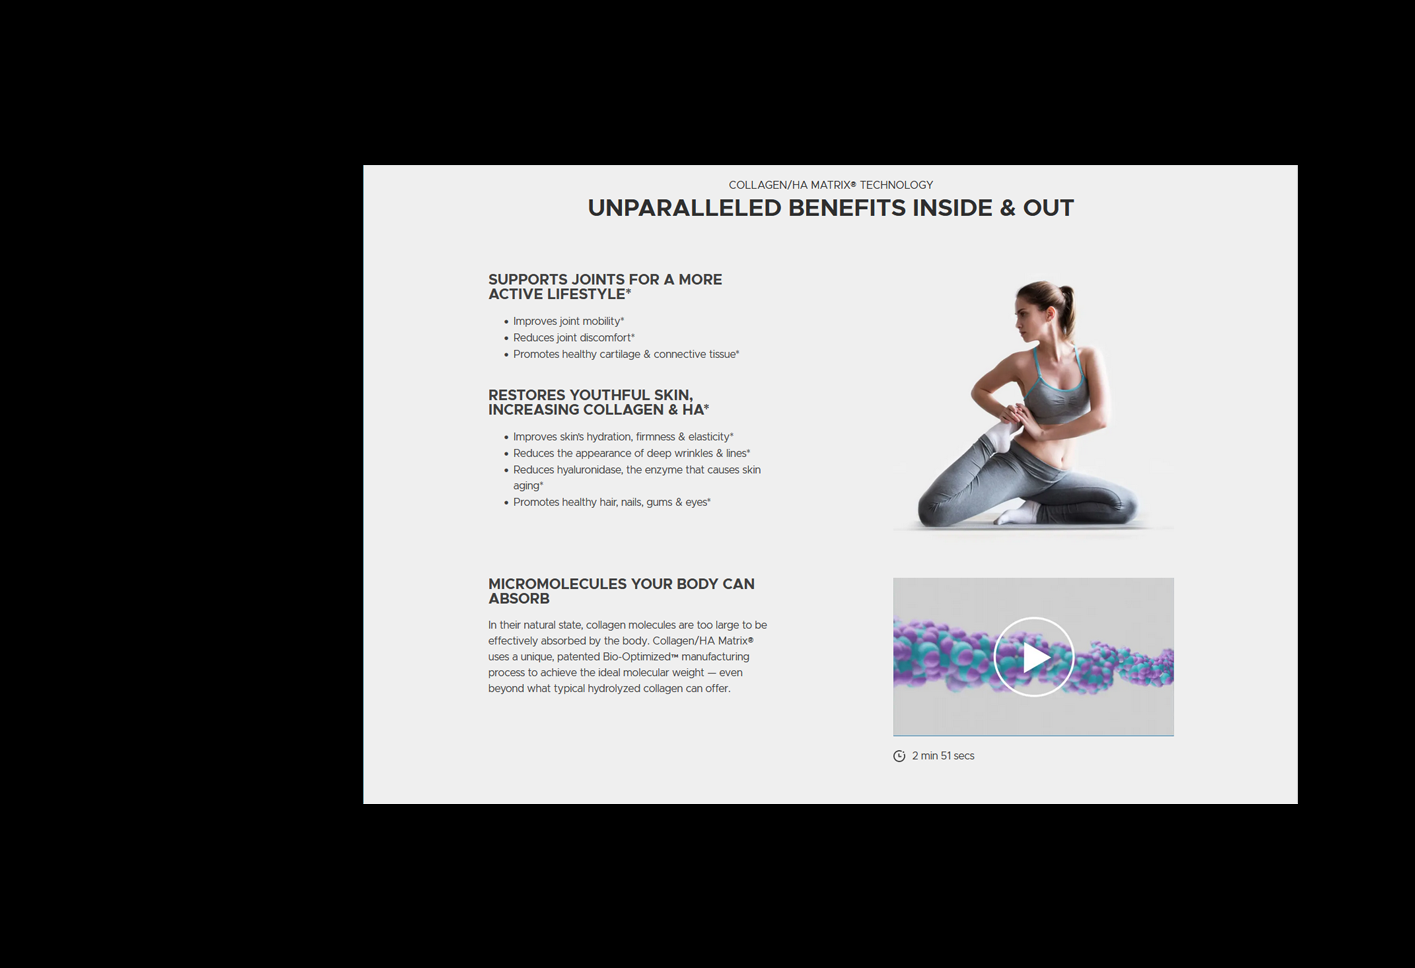 COLLAGEN/HA MATRIX® TECHNOLOGY
UNPARALLELED BENEFITS INSIDE & OUT
SUPPORTS JOINTS FOR A MORE
ACTIVE LIFESTYLE*
• Improves joint mobility*
• Reduces joint discomfort*
• Promotes healthy cartilage & connective tissue*
RESTORES YOUTHFUL SKIN,
INCREASING COLLAGEN & HA*
• Improves skin's hydration, firmness & elasticity*
• Reduces the appearance of deep wrinkles & lines*
• Reduces hyaluronidase, the enzyme that causes skin
aging*
• Promotes healthy hair, nails, gums & eyes*
MICROMOLECULES YOUR BODY CAN
ABSORB
In their natural state, collagen molecules are too large to be
effectively absorbed by the body. Collagen/HA Matrix®
uses a unique, patented Bio-Optimized™ manufacturing
process to achieve the ideal molecular weight — even
beyond what typical hydrolyzed collagen can offer.
2 min 51 secs